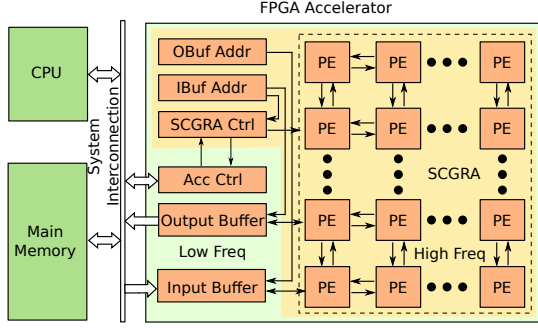 FPGA Accelerator
CPU
Main
Memory
System
Interconnection
OBuf Addr
IBuf Addr
SCGRA Ctrl
Acc Ctrl
Output Buffer
Low Freq
Input Buffer
PE PE PE
PE PE PE
SCGRA
PE PE PE
High Freq
PE PE PE